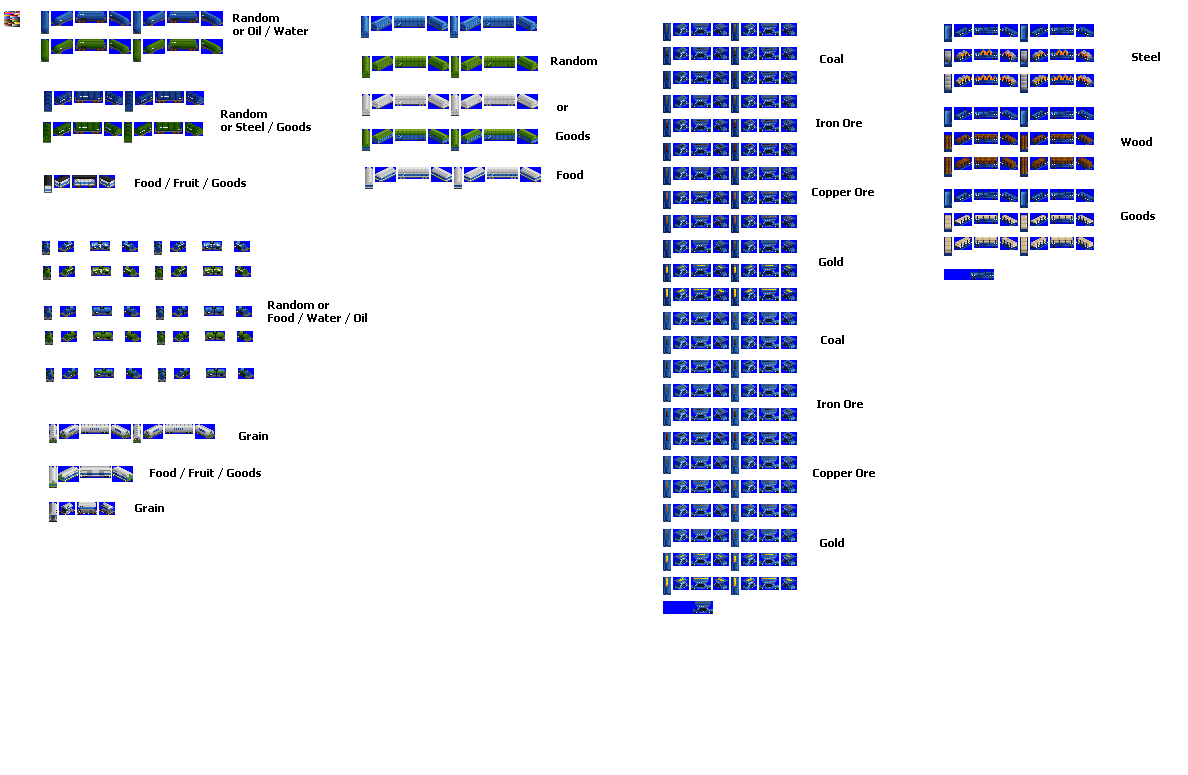 Random
or Oil / Water
Random
or Steel / Goods
Food / Fruit / Goods
Random or
Food / Water / Oil
Grain
Food / Fruit / Goods
Grain
Random
or
Goods
Food
Coal
Iron Ore
Copper Ore
Gold
Coal
Iron Ore
Copper Ore
Gold
Steel
Wood
Goods